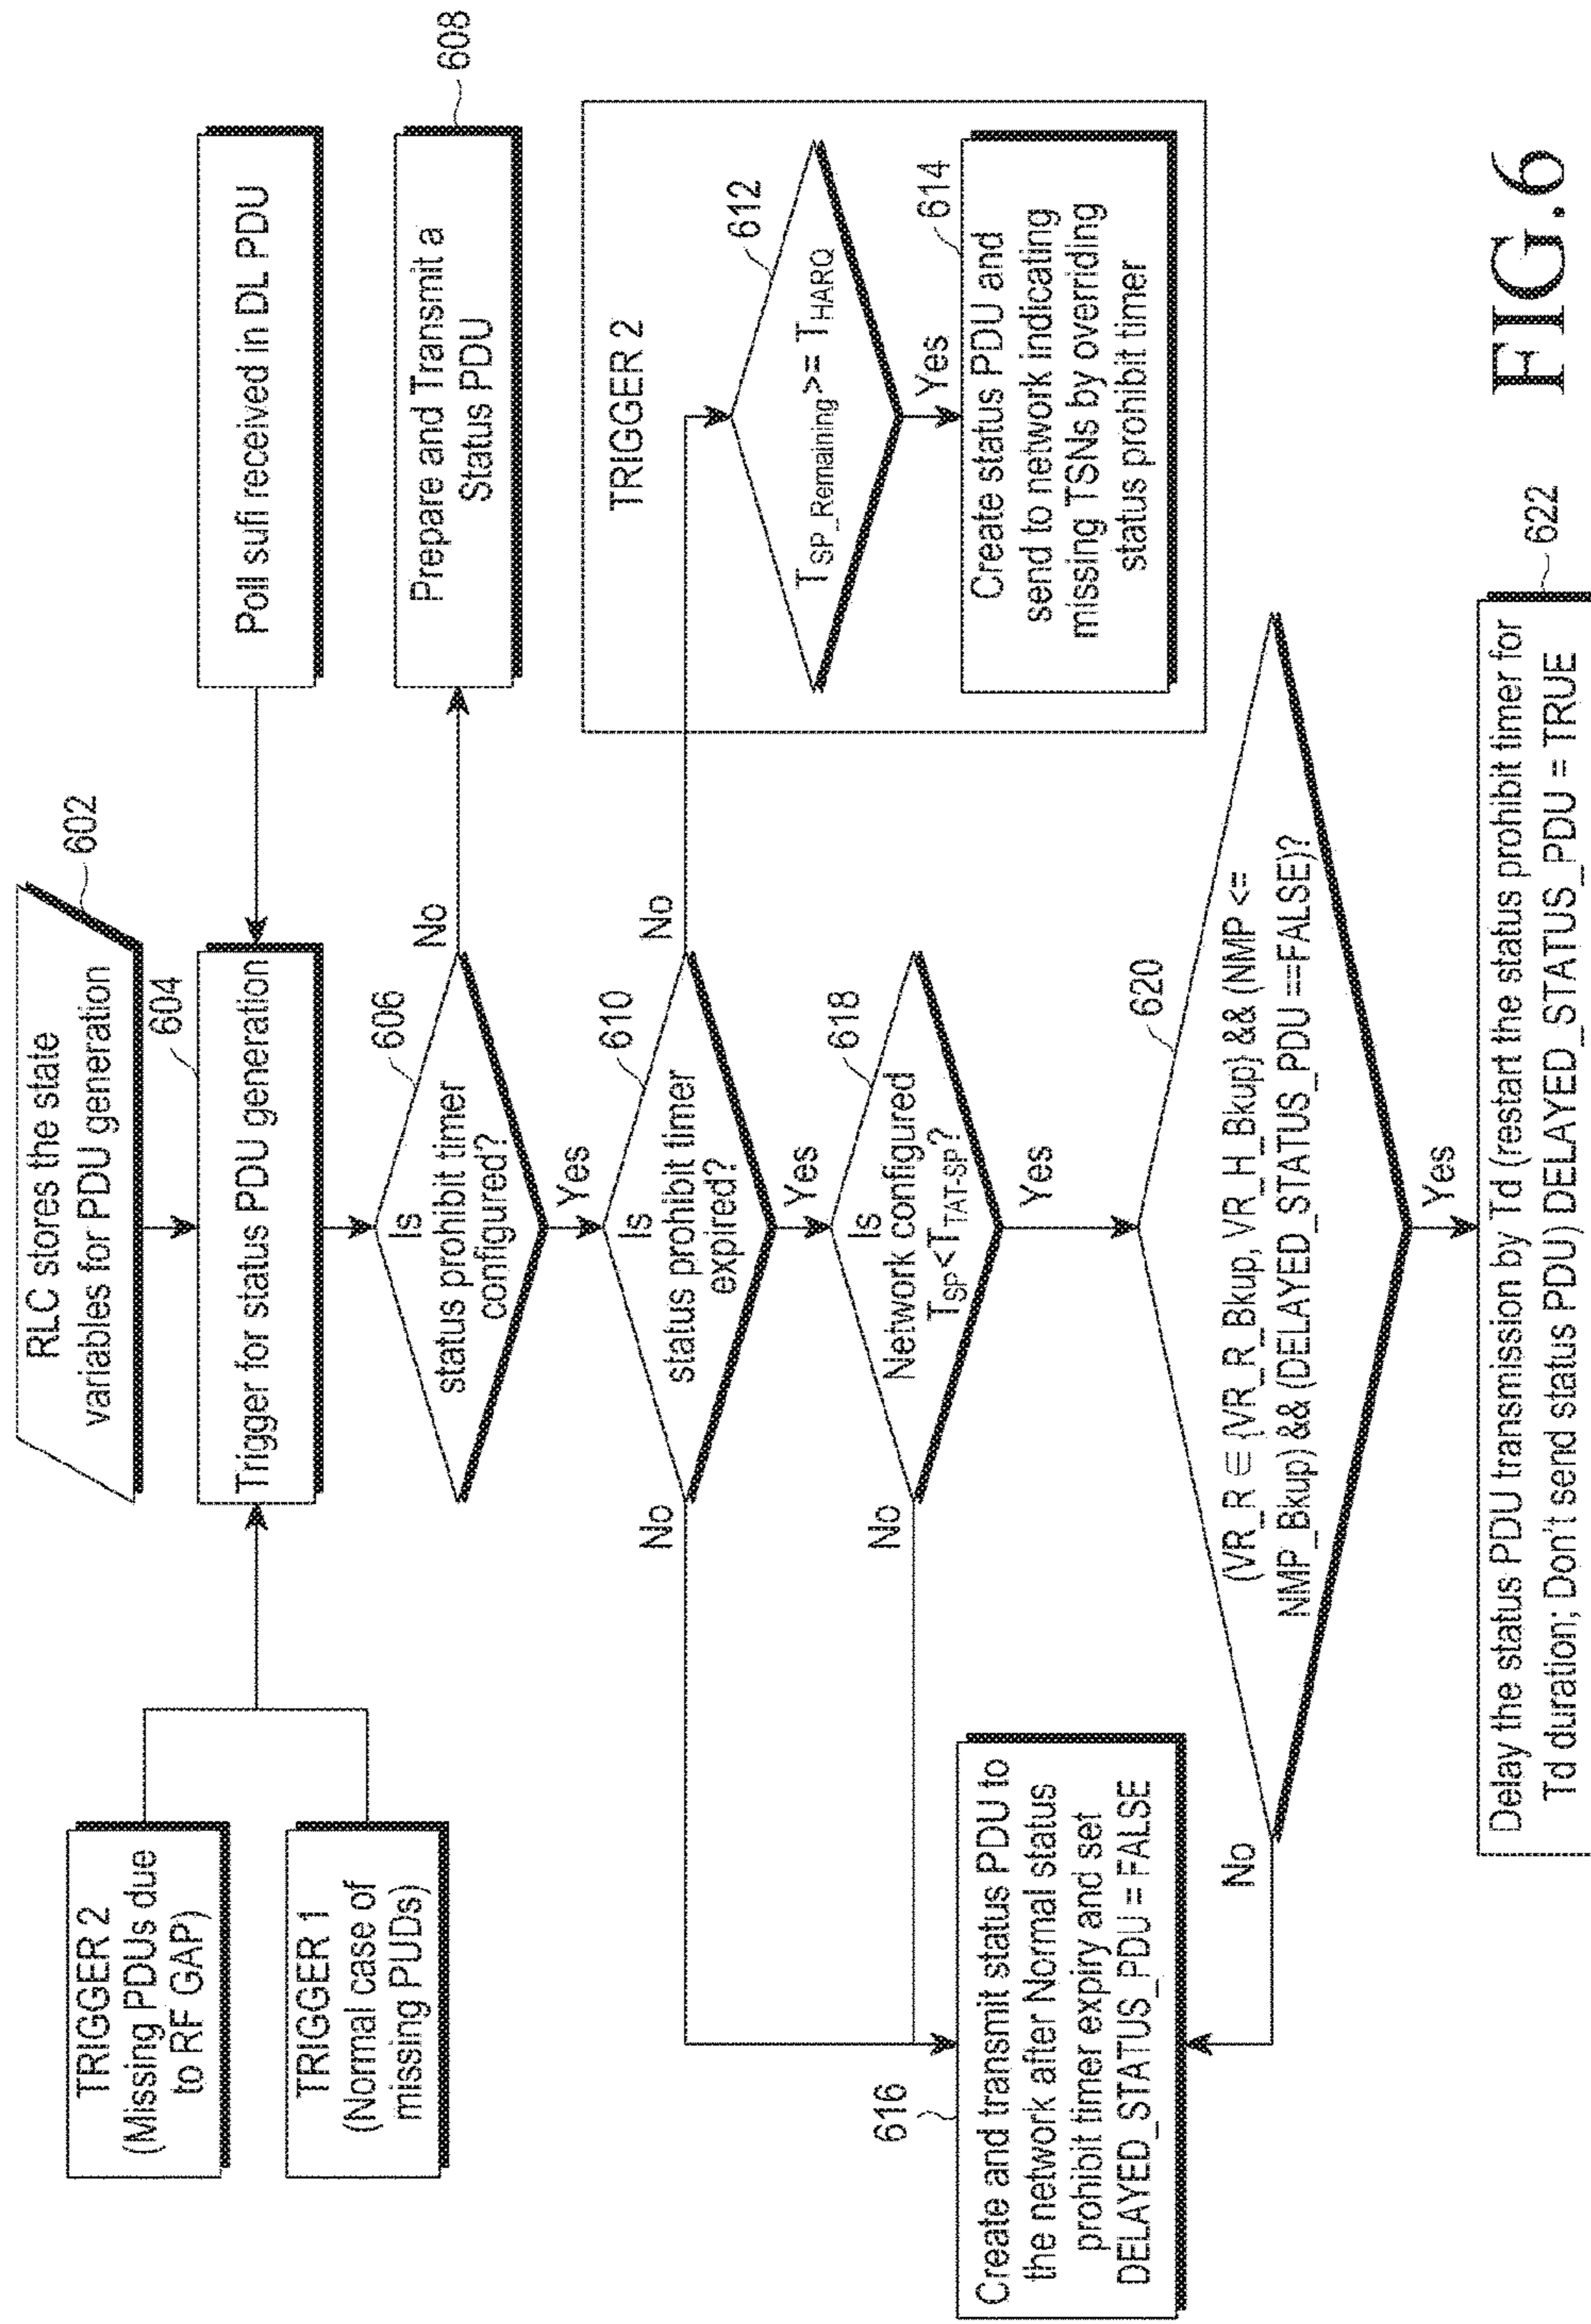 RLC stores the state
variables for PDU generation
602
604
Trigger for status PDU generation
Poll sufi received in DL PDU
TRIGGER 2
(Missing PDUs due
to RF GAP)
TRIGGER 1
(Normal case of
missing PUDs)
606
Is
status prohibit timer
configured?
No
Prepare and Transmit a
Status PDU
608
Yes
610
Is
status prohibit timer
expired?
No
No
TRIGGER 2
612
TSP_Remaining>= THARQ
Yes
614
Create status PDU and
send to network indicating
missing TSNs by overriding
status prohibit timer
Yes
618
Is
Network configured
TSP<TTAT-SP?
No
Yes
616
Create and transmit status PDU to
the network after Normal status
prohibit timer expiry and set
DELAYED_STATUS_PDU = FALSE
620
(VR_R ∈ {VR_R_Bkup, VR_H_Bkup} && (NMP <=
NMP_Bkup) && (DELAYED_STATUS_PDU ==FALSE)?
No
Yes
622
Delay the status PDU transmission by Td (restart the status prohibit timer for
Td duration; Don't send status PDU) DELAYED_STATUS_PDU = TRUE
FIG.6